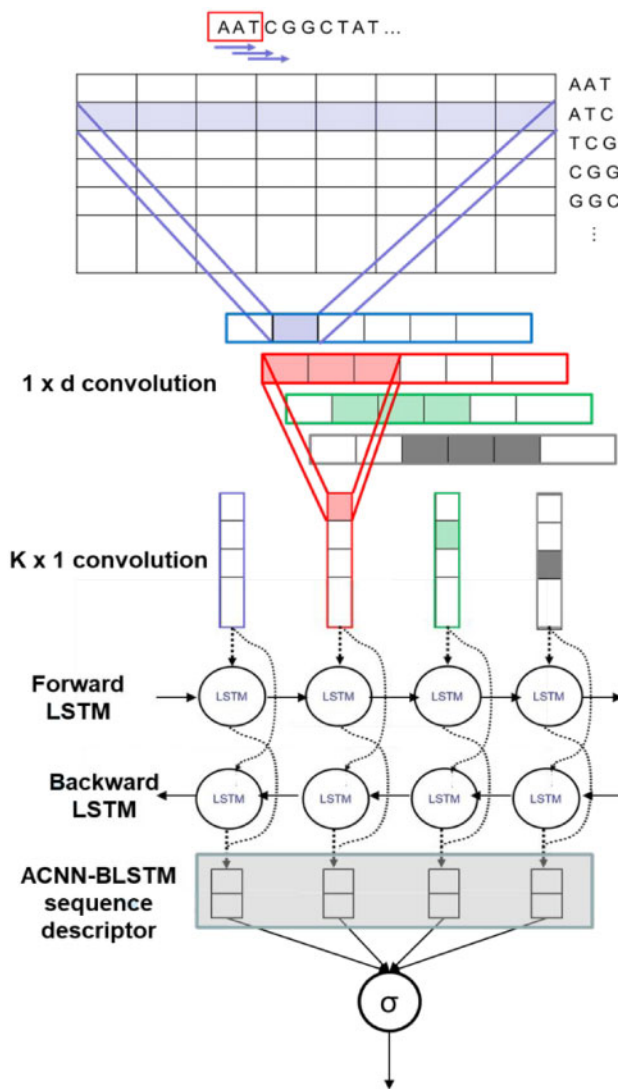 AATCGGCTAT...
AAT
ATC
TCG
CGG
GGC
⋮
1 x d convolution
K x 1 convolution
Forward
LSTM
LSTM LSTM LSTM LSTM
Backward
LSTM
LSTM LSTM LSTM LSTM
ACNN-BLSTM
sequence
descriptor
σ